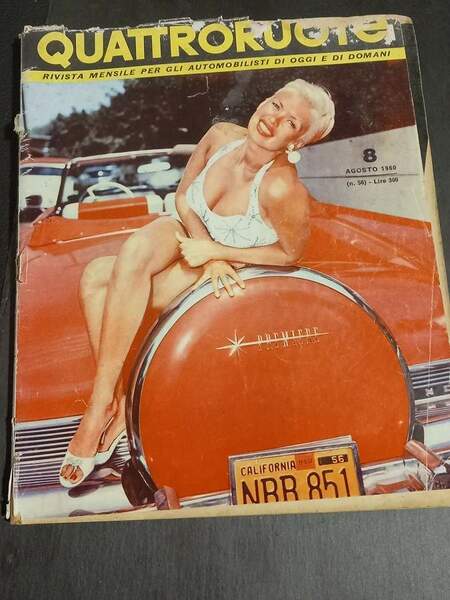 QUATTRORUOTE
RIVISTA MENSILE PER GLI AUTOMOBILISTI DI OGGI E DI DOMANI
8
AGOSTO 1960
(n. 56) - Lire 300
PREMIERE
56
CALIFORNIA
NRR 851